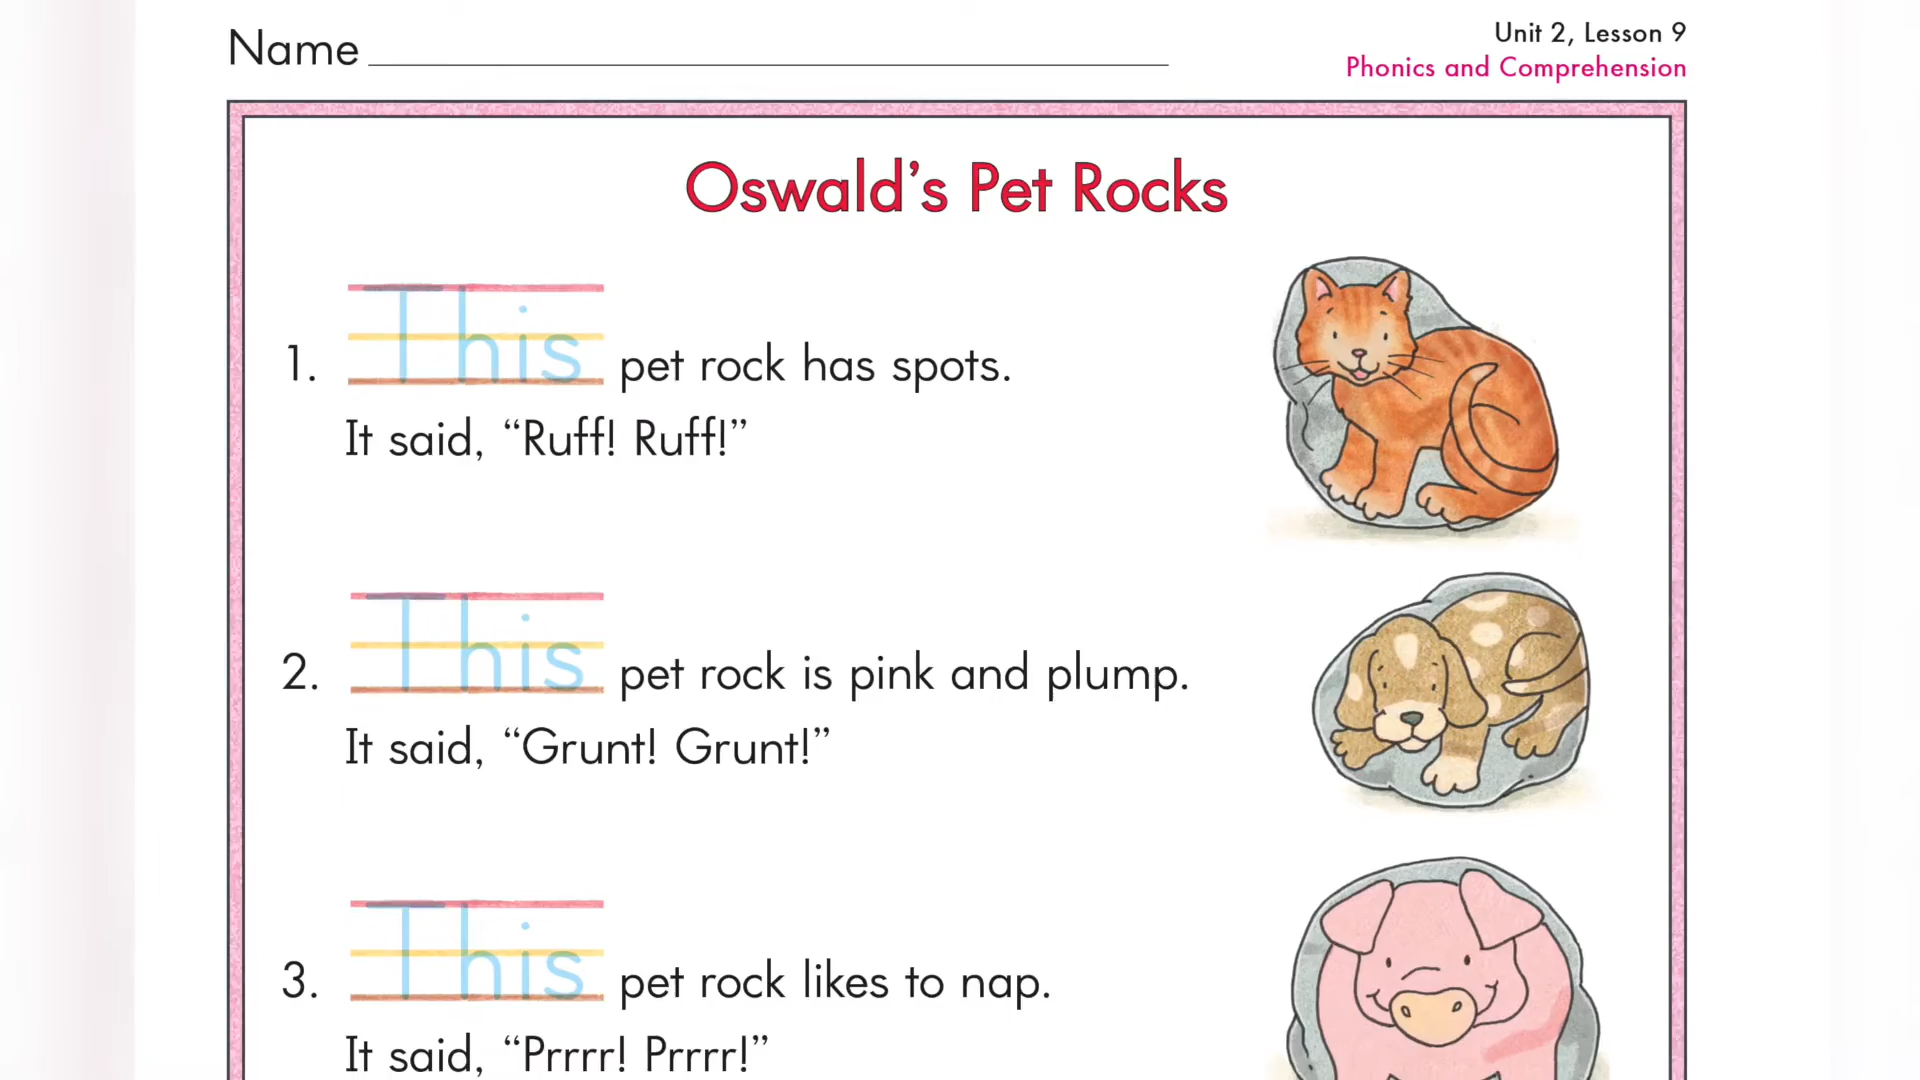 Name
Unit 2, Lesson 9
Phonics and Comprehension
Oswald's Pet Rocks
1. This pet rock has spots.
It said, “Ruff! Ruff!”
2. This pet rock is pink and plump.
It said, “Grunt! Grunt!”
3. This pet rock likes to nap.
It said, “Prrrr! Prrrr!”